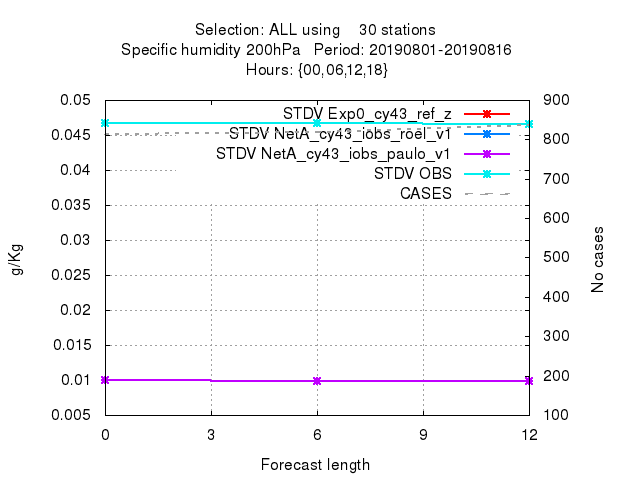 Selection: ALL using 30 stations
Specific humidity 200hPa Period: 20190801-20190816
Hours: {00,06,12,18}
STDV Exp0_cy43_ref_z
STDV NetA_cy43_iobs_roel_v1
STDV NetA_cy43_iobs_paulo_v1
STDV OBS
CASES
0.05
0.045
0.04
0.035
0.03
0.025
0.02
0.015
0.01
0.005
900
800
700
600
500
400
300
200
100
g/Kg
No cases
0 3 6 9 12
Forecast length